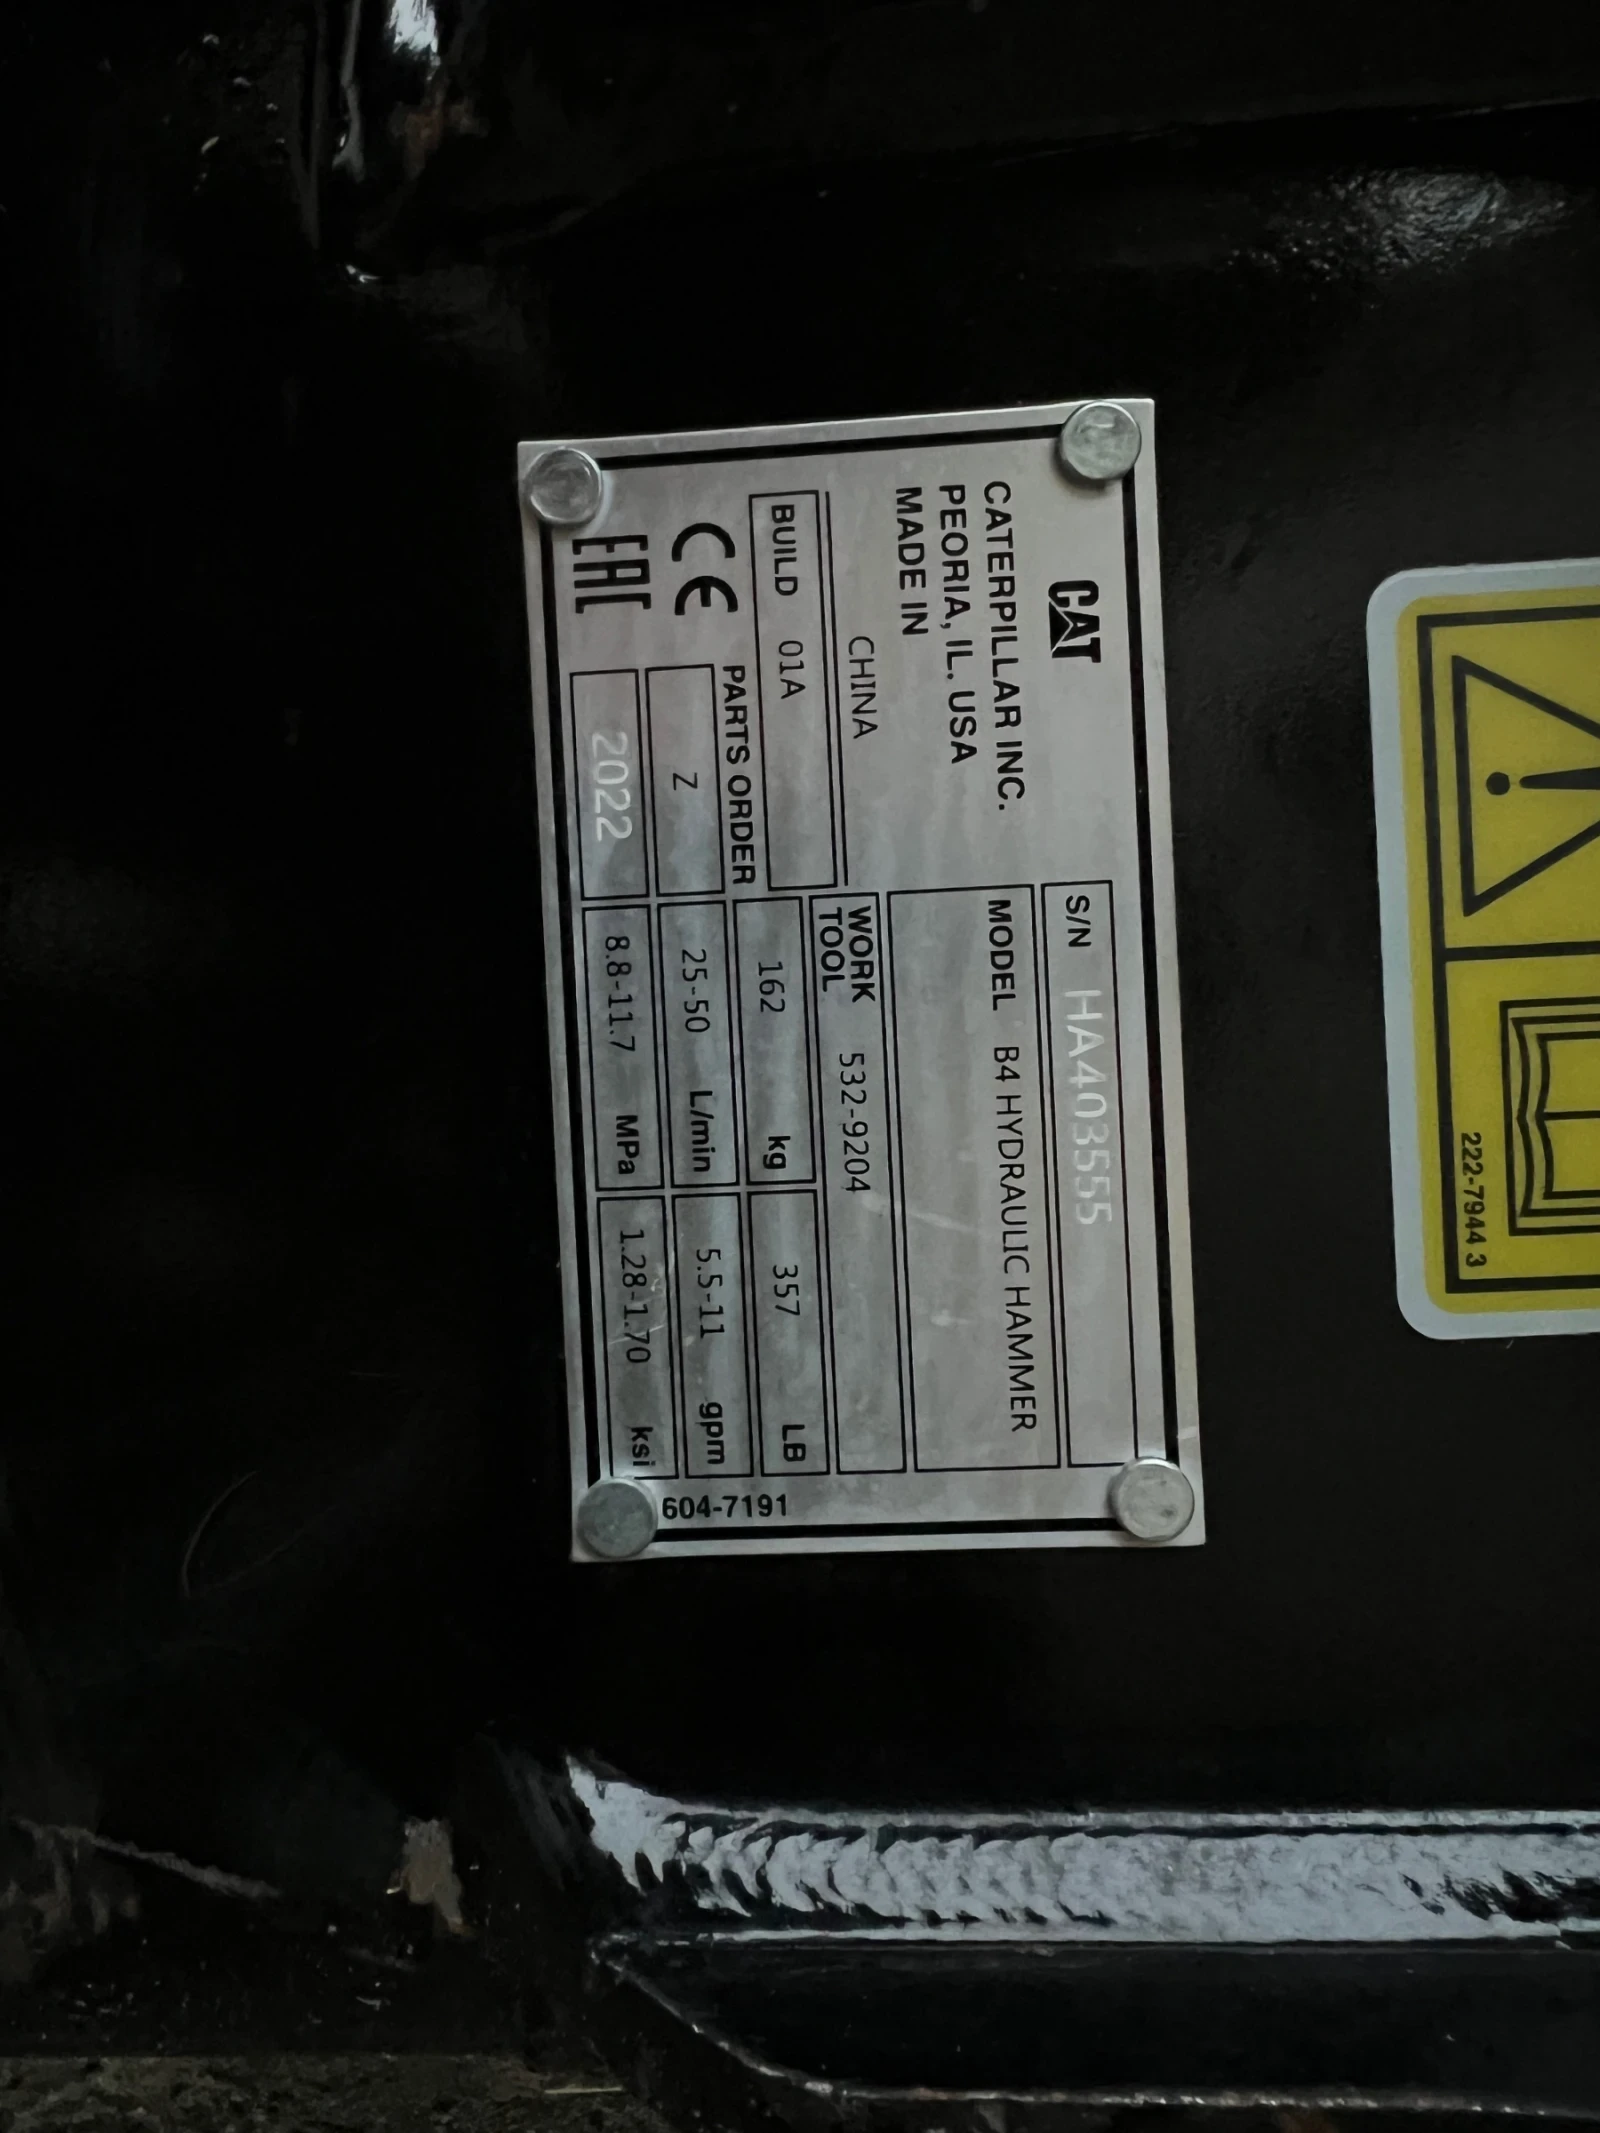 CAT
CATERPILLAR INC.
PEORIA, IL. USA
MADE IN
CHINA
S/N HA403555
MODEL B4 HYDRAULIC HAMMER
WORK TOOL 532-9204
BUILD 01A
CE
EAC
PARTS ORDER
Z
2022
162 kg 357 LB
25-50 L/min 5.5-11 gpm
8.8-11.7 MPa 1.28-1.70 ksi
604-7191
222-7944 3